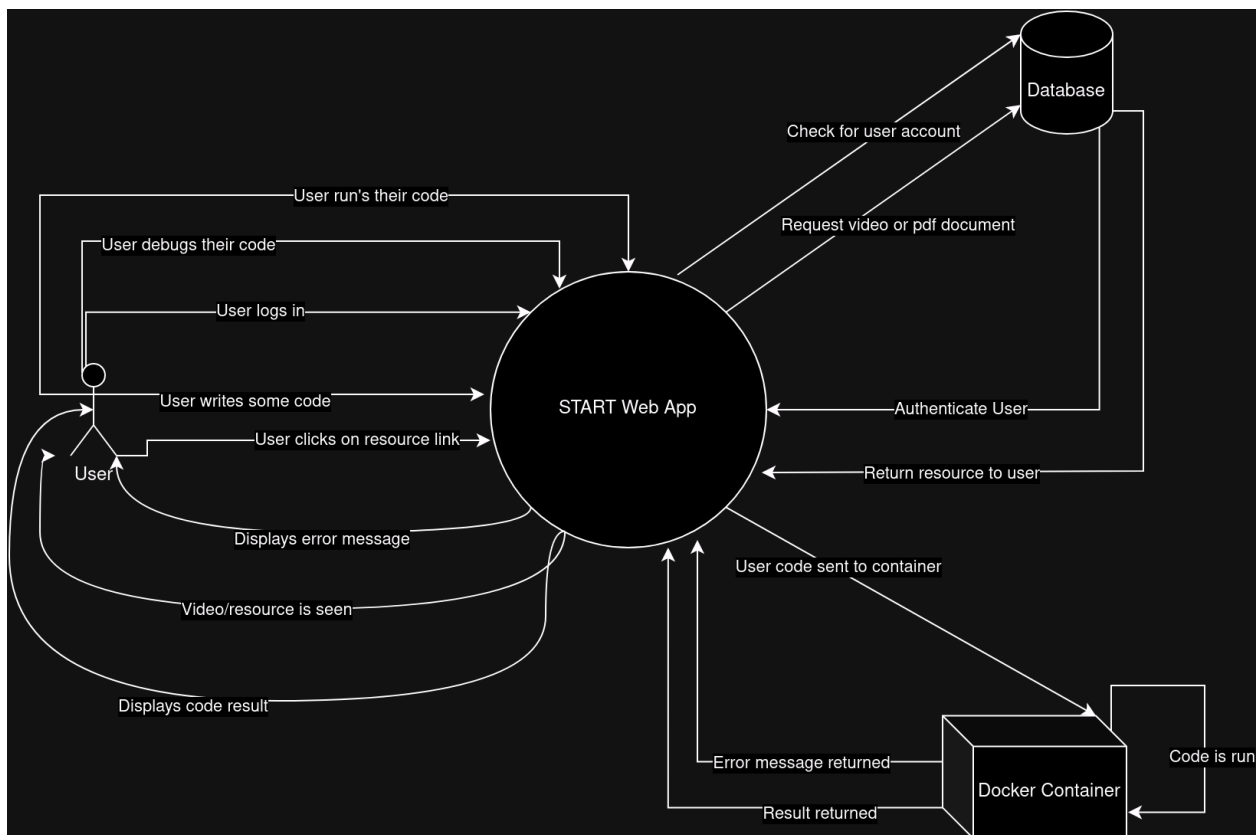 Database
Check for user account
User run's their code
Request video or pdf document
User debugs their code
User logs in
User writes some code
START Web App
Authenticate User
User clicks on resource link
User
Return resource to user
Displays error message
User code sent to container
Video/resource is seen
Displays code result
Code is run
Error message returned
Docker Container
Result returned